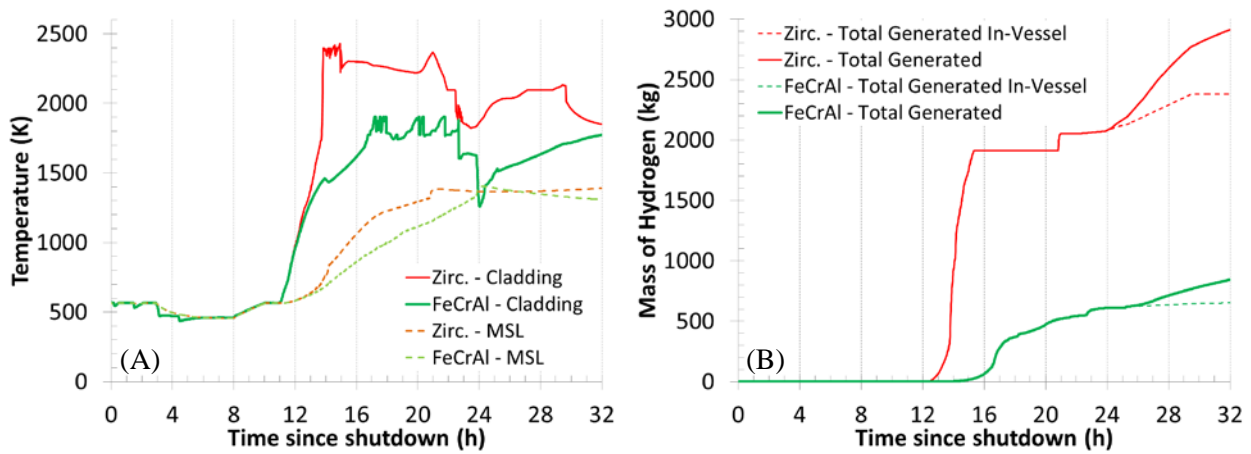 Temperature (K)
2500
2000
1500
1000
500
0
Zirc. - Cladding
FeCrAl - Cladding
Zirc. - MSL
FeCrAl - MSL
(A)
0 4 8 12 16 20 24 28 32
Time since shutdown (h)
Mass of Hydrogen (kg)
3000
2500
2000
1500
1000
500
0
Zirc. - Total Generated In-Vessel
Zirc. - Total Generated
FeCrAl - Total Generated In-Vessel
FeCrAl - Total Generated
(B)
0 4 8 12 16 20 24 28 32
Time since shutdown (h)